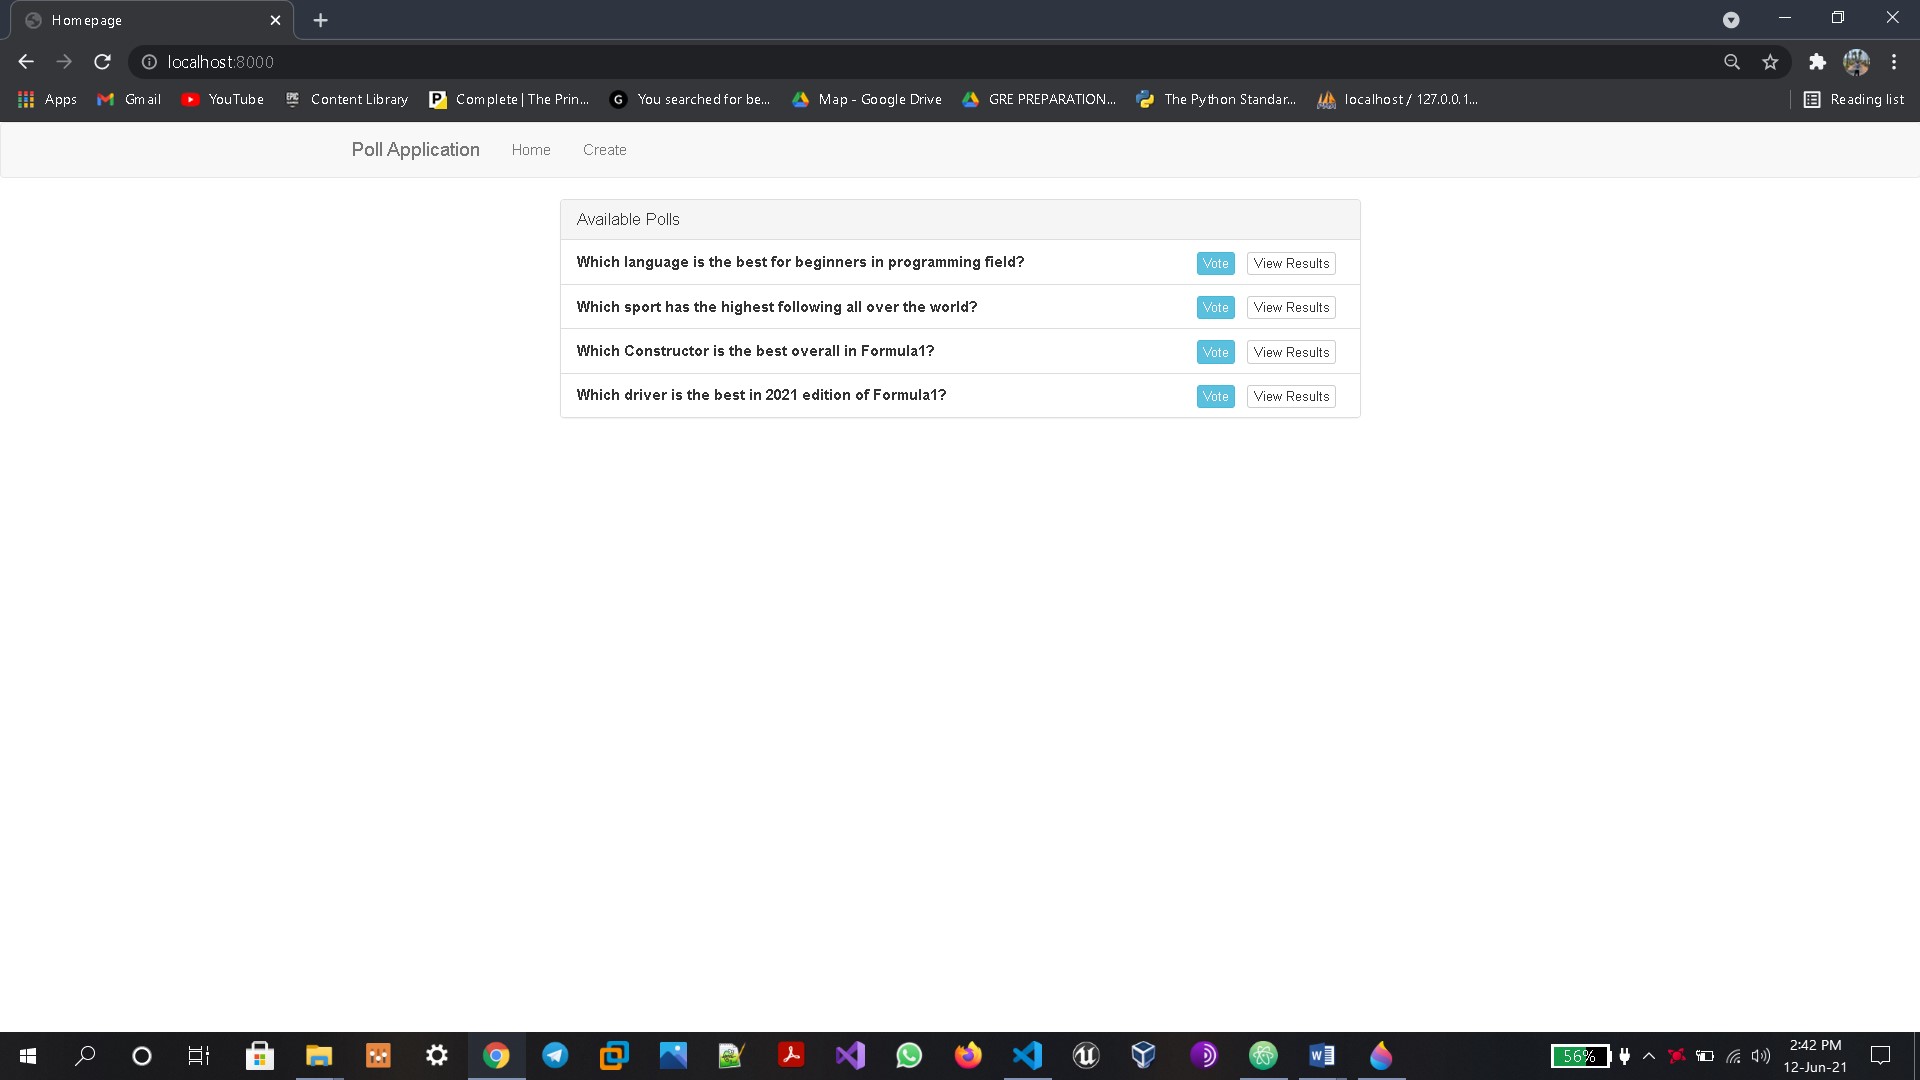 Homepage
localhost:8000
Apps
Gmail
YouTube
EPIC
Content Library
P
Complete | The Prin...
G
You searched for be...
Map - Google Drive
GRE PREPARATION...
The Python Standar...
localhost / 127.0.0.1...
Reading list
Poll Application
Home
Create
Available Polls
Which language is the best for beginners in programming field?
Vote
View Results
Which sport has the highest following all over the world?
Vote
View Results
Which Constructor is the best overall in Formula1?
Vote
View Results
Which driver is the best in 2021 edition of Formula1?
Vote
View Results
56%
2:42 PM
12-Jun-21